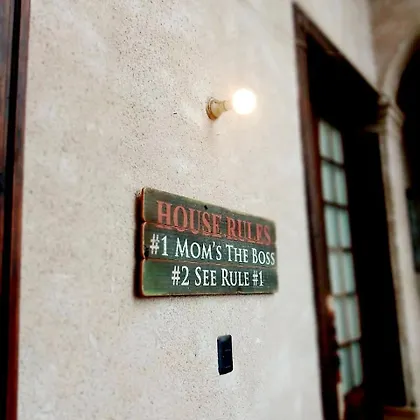 HOUSE RULES
#1 MOM'S THE BOSS
#2 SEE RULE #1